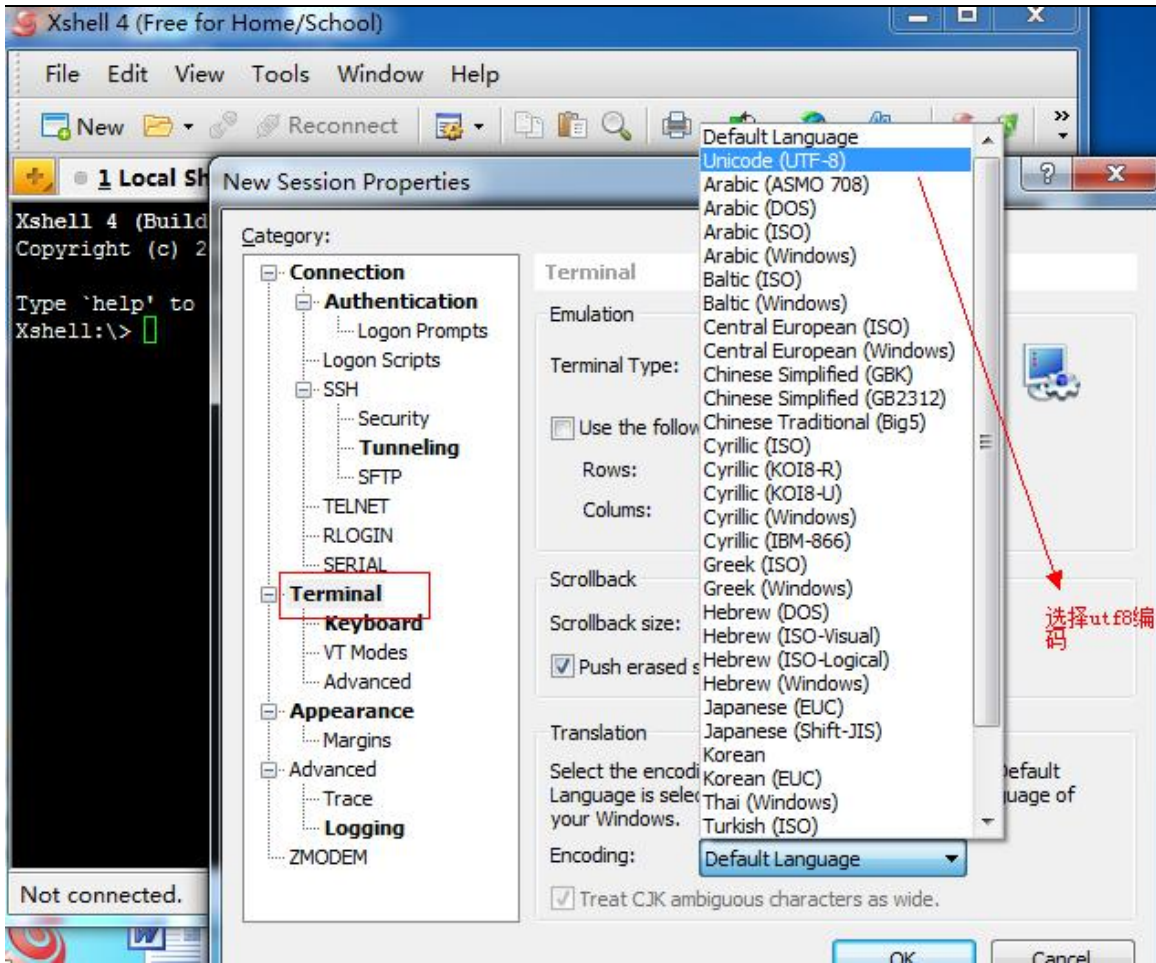 Xshell 4 (Free for Home/School)
File Edit View Tools Window Help
New Reconnect
1 Local Sh
Xshell 4 (Build
Copyright (c) 2
Type `help' to
Xshell:\>
Not connected.
New Session Properties
Category:
Connection
Authentication
Logon Prompts
Logon Scripts
SSH
Security
Tunneling
SFTP
TELNET
RLOGIN
SERIAL
Terminal
Keyboard
VT Modes
Advanced
Appearance
Margins
Advanced
Trace
Logging
ZMODEM
Terminal
Emulation
Terminal Type:
Use the follow
Rows:
Colums:
Scrollback
Scrollback size:
Push erased s
Translation
Select the encodi Default
Language is selec uage of
your Windows.
Encoding: Default Language
Treat CJK ambiguous characters as wide.
OK Cancel
Default Language
Unicode (UTF-8)
Arabic (ASMO 708)
Arabic (DOS)
Arabic (ISO)
Arabic (Windows)
Baltic (ISO)
Baltic (Windows)
Central European (ISO)
Central European (Windows)
Chinese Simplified (GBK)
Chinese Simplified (GB2312)
Chinese Traditional (Big5)
Cyrillic (ISO)
Cyrillic (KOI8-R)
Cyrillic (KOI8-U)
Cyrillic (Windows)
Cyrillic (IBM-866)
Greek (ISO)
Greek (Windows)
Hebrew (DOS)
Hebrew (ISO-Visual)
Hebrew (ISO-Logical)
Hebrew (Windows)
Japanese (EUC)
Japanese (Shift-JIS)
Korean
Korean (EUC)
Thai (Windows)
Turkish (ISO)
选择utf8编
码